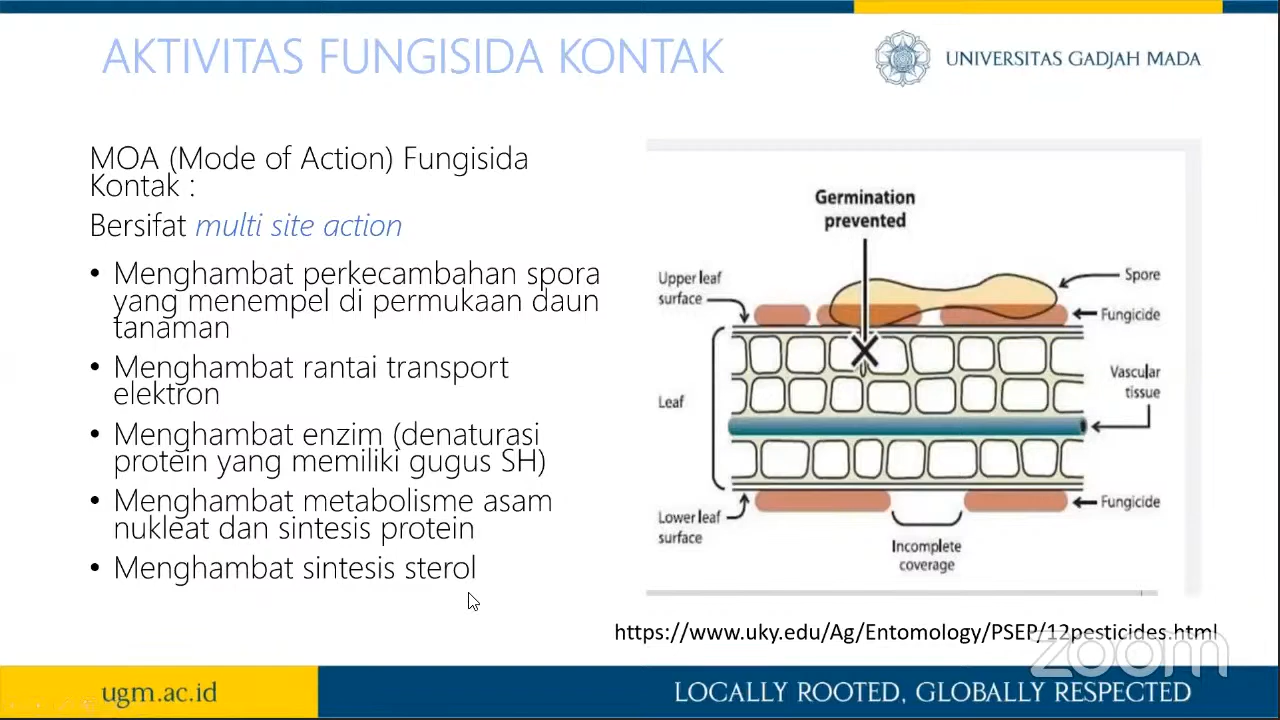 AKTIVITAS FUNGISIDA KONTAK
UNIVERSITAS GADJAH MADA
MOA (Mode of Action) Fungisida
Kontak :
Bersifat multi site action
• Menghambat perkecambahan spora
yang menempel di permukaan daun
tanaman
• Menghambat rantai transport
elektron
• Menghambat enzim (denaturasi
protein yang memiliki gugus SH)
• Menghambat metabolisme asam
nukleat dan sintesis protein
• Menghambat sintesis sterol
Germination
prevented
Upper leaf
surface
Spore
Fungicide
Vascular
tissue
Leaf
Fungicide
Lower leaf
surface
Incomplete
coverage
https://www.uky.edu/Ag/Entomology/PSEP/12pesticides.html
zoom
ugm.ac.id
LOCALLY ROOTED, GLOBALLY RESPECTED